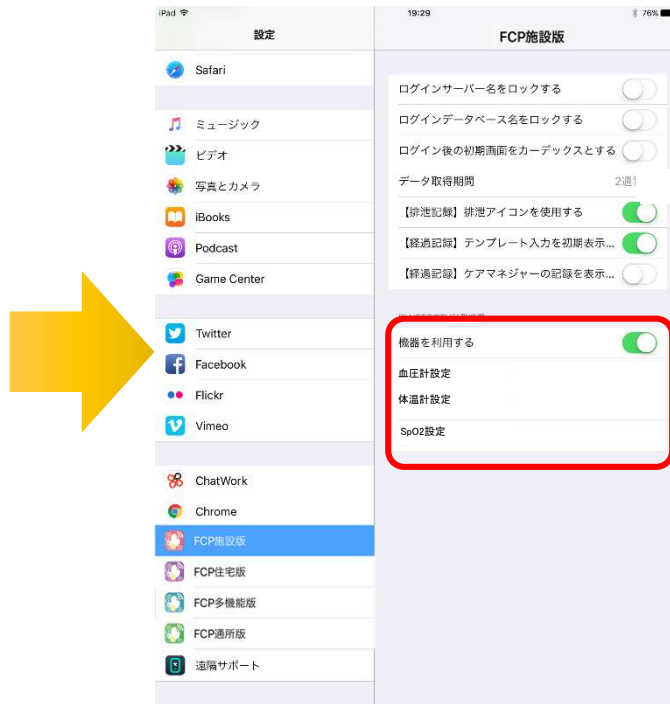 iPad
19:29
76%
設定
FCP施設版
Safari
ミュージック
ビデオ
写真とカメラ
iBooks
Podcast
Game Center
Twitter
Facebook
Flickr
Vimeo
ChatWork
Chrome
FCP施設版
FCP住宅版
FCP多機能版
FCP通所版
遠隔サポート
ログインサーバー名をロックする
ログインデータベース名をロックする
ログイン後の初期画面をカーデックスとする
データ取得期間
2週
【排泄記録】排泄アイコンを使用する
【経過記録】テンプレート入力を初期表示...
【経過記録】ケアマネジャーの記録を表示...
機器を利用する
血圧計設定
体温計設定
SpO2設定